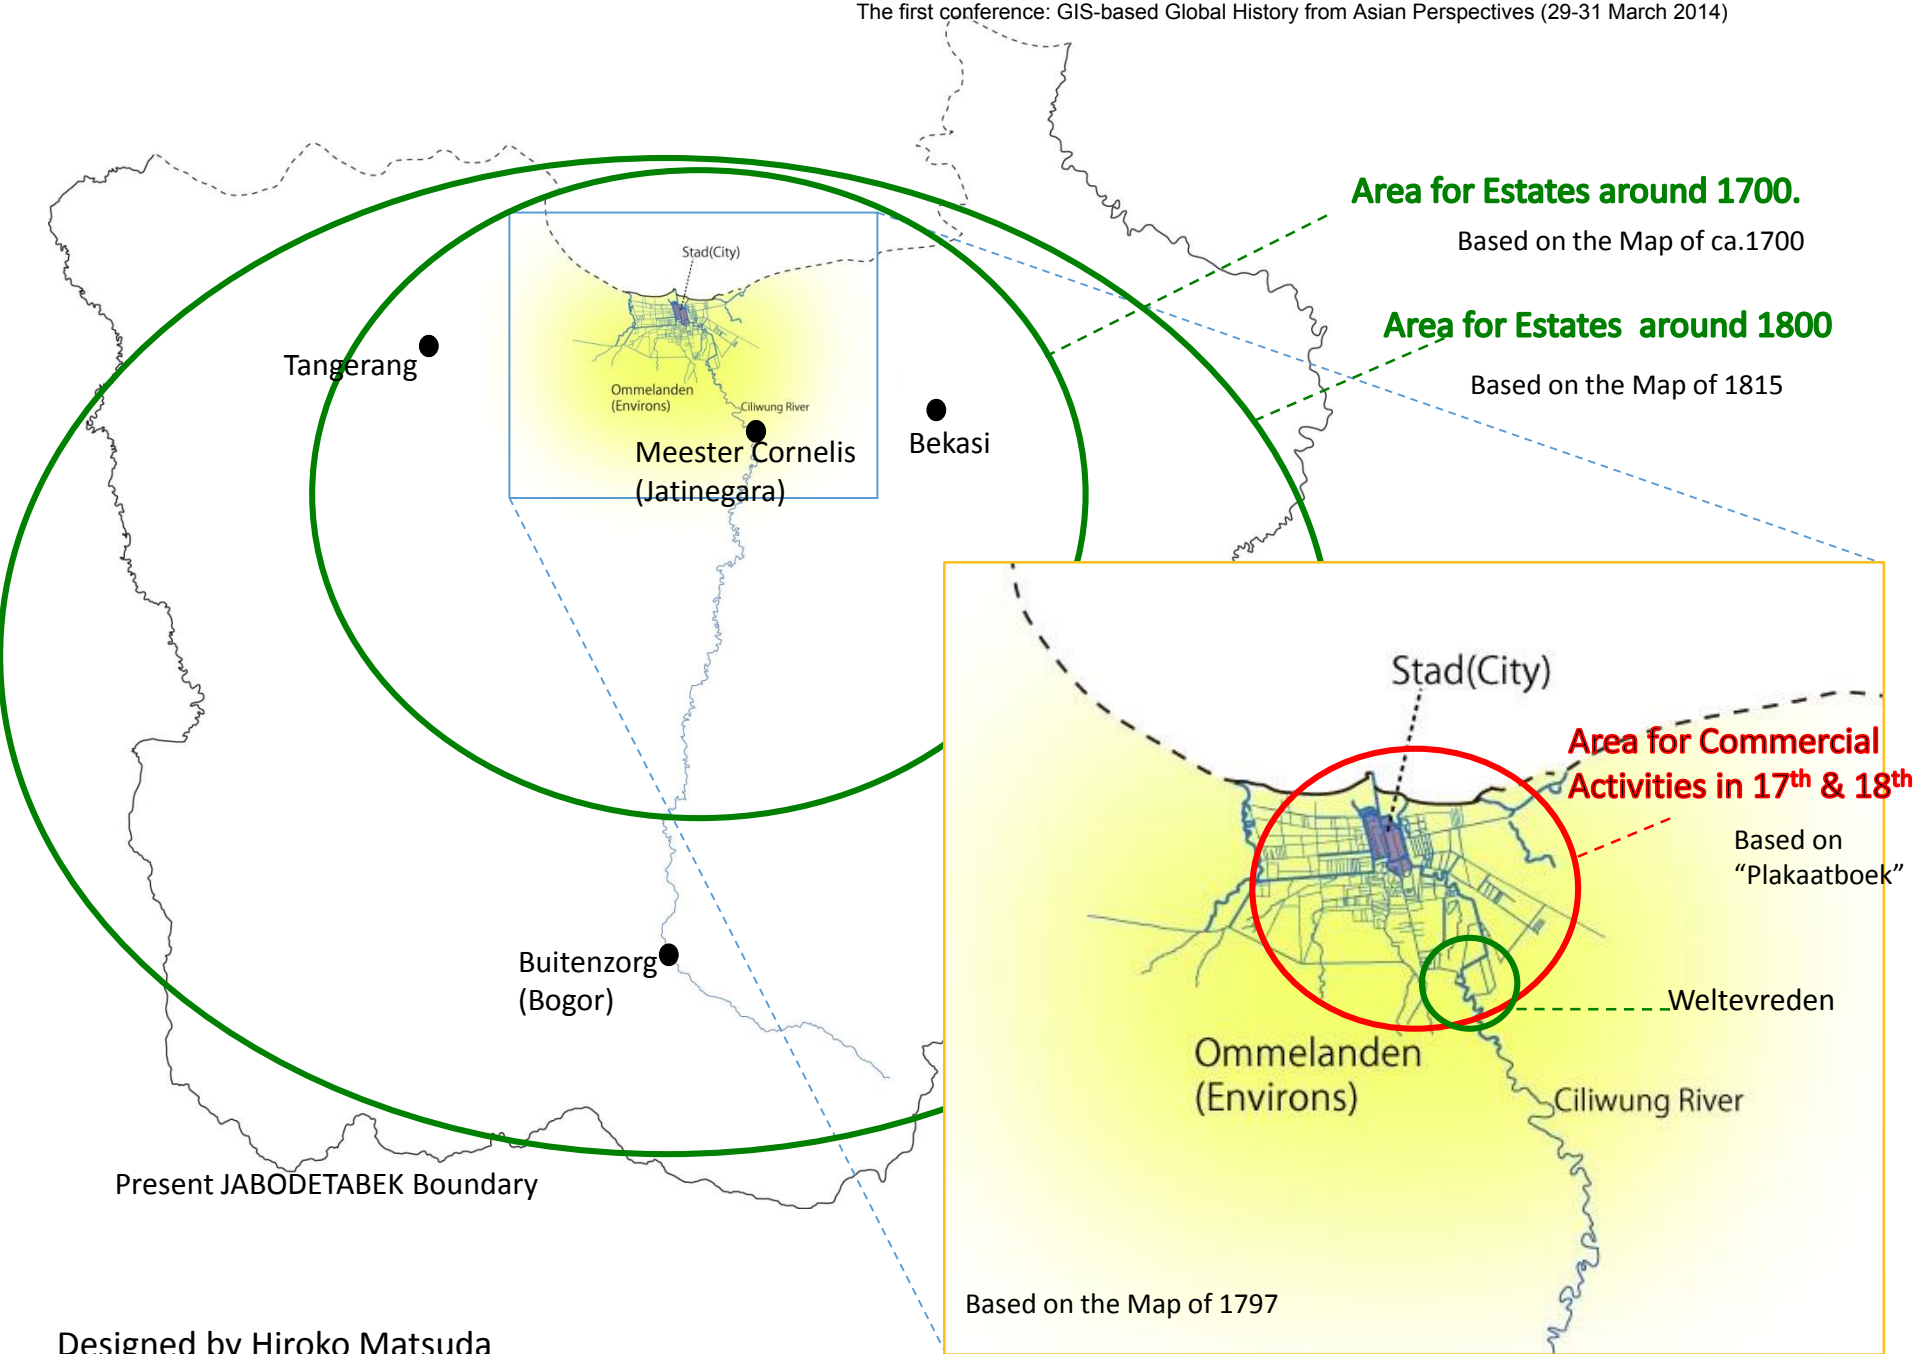 The first conference: GIS-based Global History from Asian Perspectives (29-31 March 2014)
Area for Estates around 1700.
Based on the Map of ca.1700
Area for Estates around 1800
Based on the Map of 1815
Stad(City)
Tangerang
Ommelanden
(Environs)
Ciliwung River
Bekasi
Meester Cornelis
(Jatinegara)
Stad(City)
Area for Commercial
Activities in 17th & 18th
Based on
“Plakaatboek”
Buitenzorg
(Bogor)
Weltevreden
Ommelanden
(Environs)
Ciliwung River
Present JABODETABEK Boundary
Based on the Map of 1797
Designed by Hiroko Matsuda